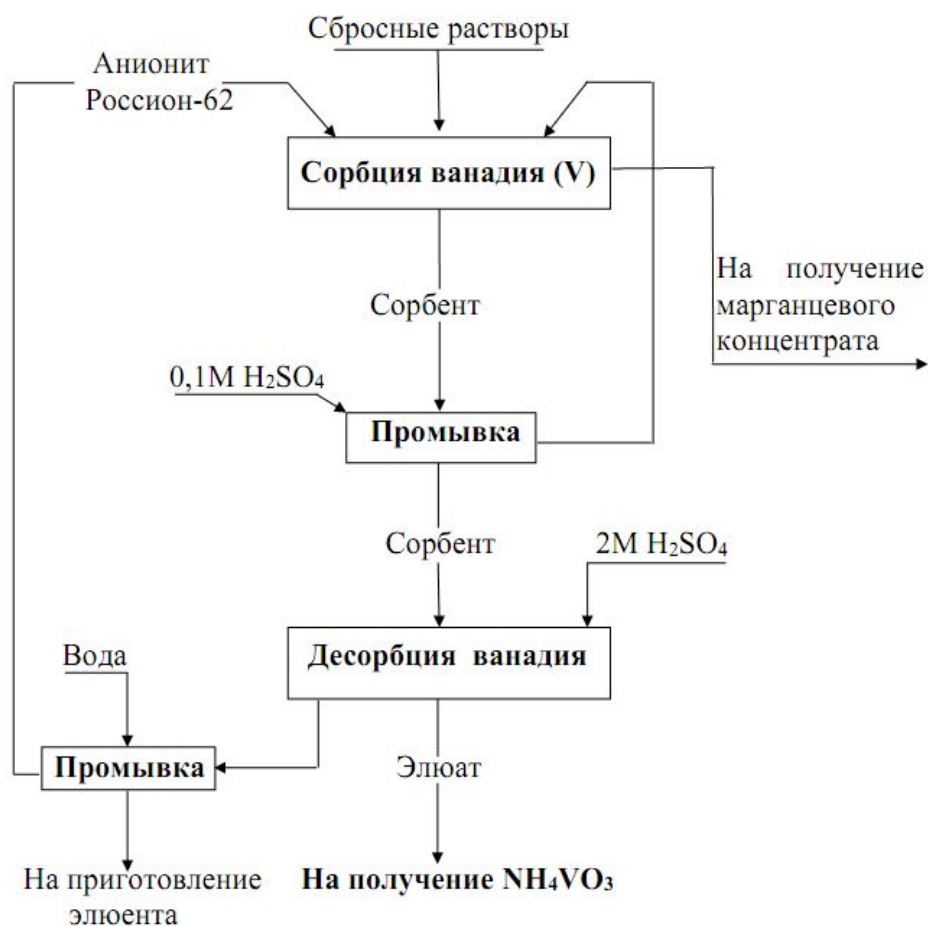 Сбросные растворы
Анионит
Россион-62
Сорбция ванадия (V)
На получение
марганцевого
концентрата
Сорбент
0,1М H₂SO₄
Промывка
Сорбент
2М H₂SO₄
Десорбция ванадия
Вода
Промывка
Элюат
На приготовление
элюента
На получение NH₄VO₃